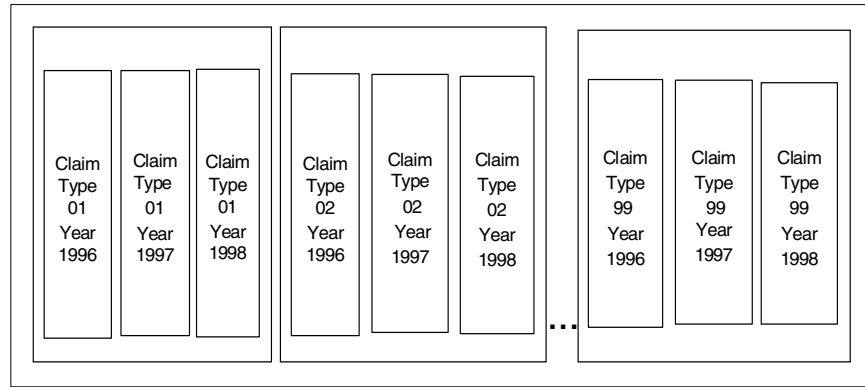 Claim
Type
01
Year
1996
Claim
Type
01
Year
1997
Claim
Type
01
Year
1998
Claim
Type
02
Year
1996
Claim
Type
02
Year
1997
Claim
Type
02
Year
1998
...
Claim
Type
99
Year
1996
Claim
Type
99
Year
1997
Claim
Type
99
Year
1998